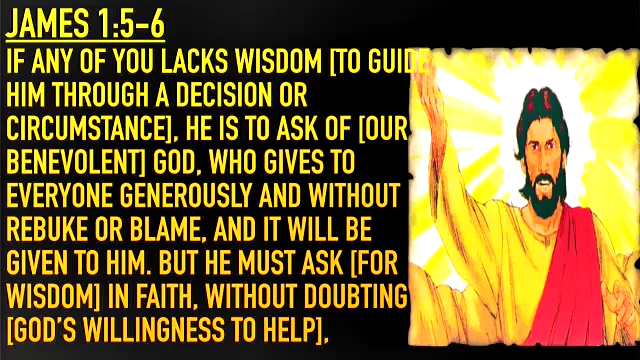 JAMES 1:5-6
IF ANY OF YOU LACKS WISDOM [TO GUIDE
HIM THROUGH A DECISION OR
CIRCUMSTANCE], HE IS TO ASK OF [OUR
BENEVOLENT] GOD, WHO GIVES TO
EVERYONE GENEROUSLY AND WITHOUT
REBUKE OR BLAME, AND IT WILL BE
GIVEN TO HIM. BUT HE MUST ASK [FOR
WISDOM] IN FAITH, WITHOUT DOUBTING
[GOD'S WILLINGNESS TO HELP],